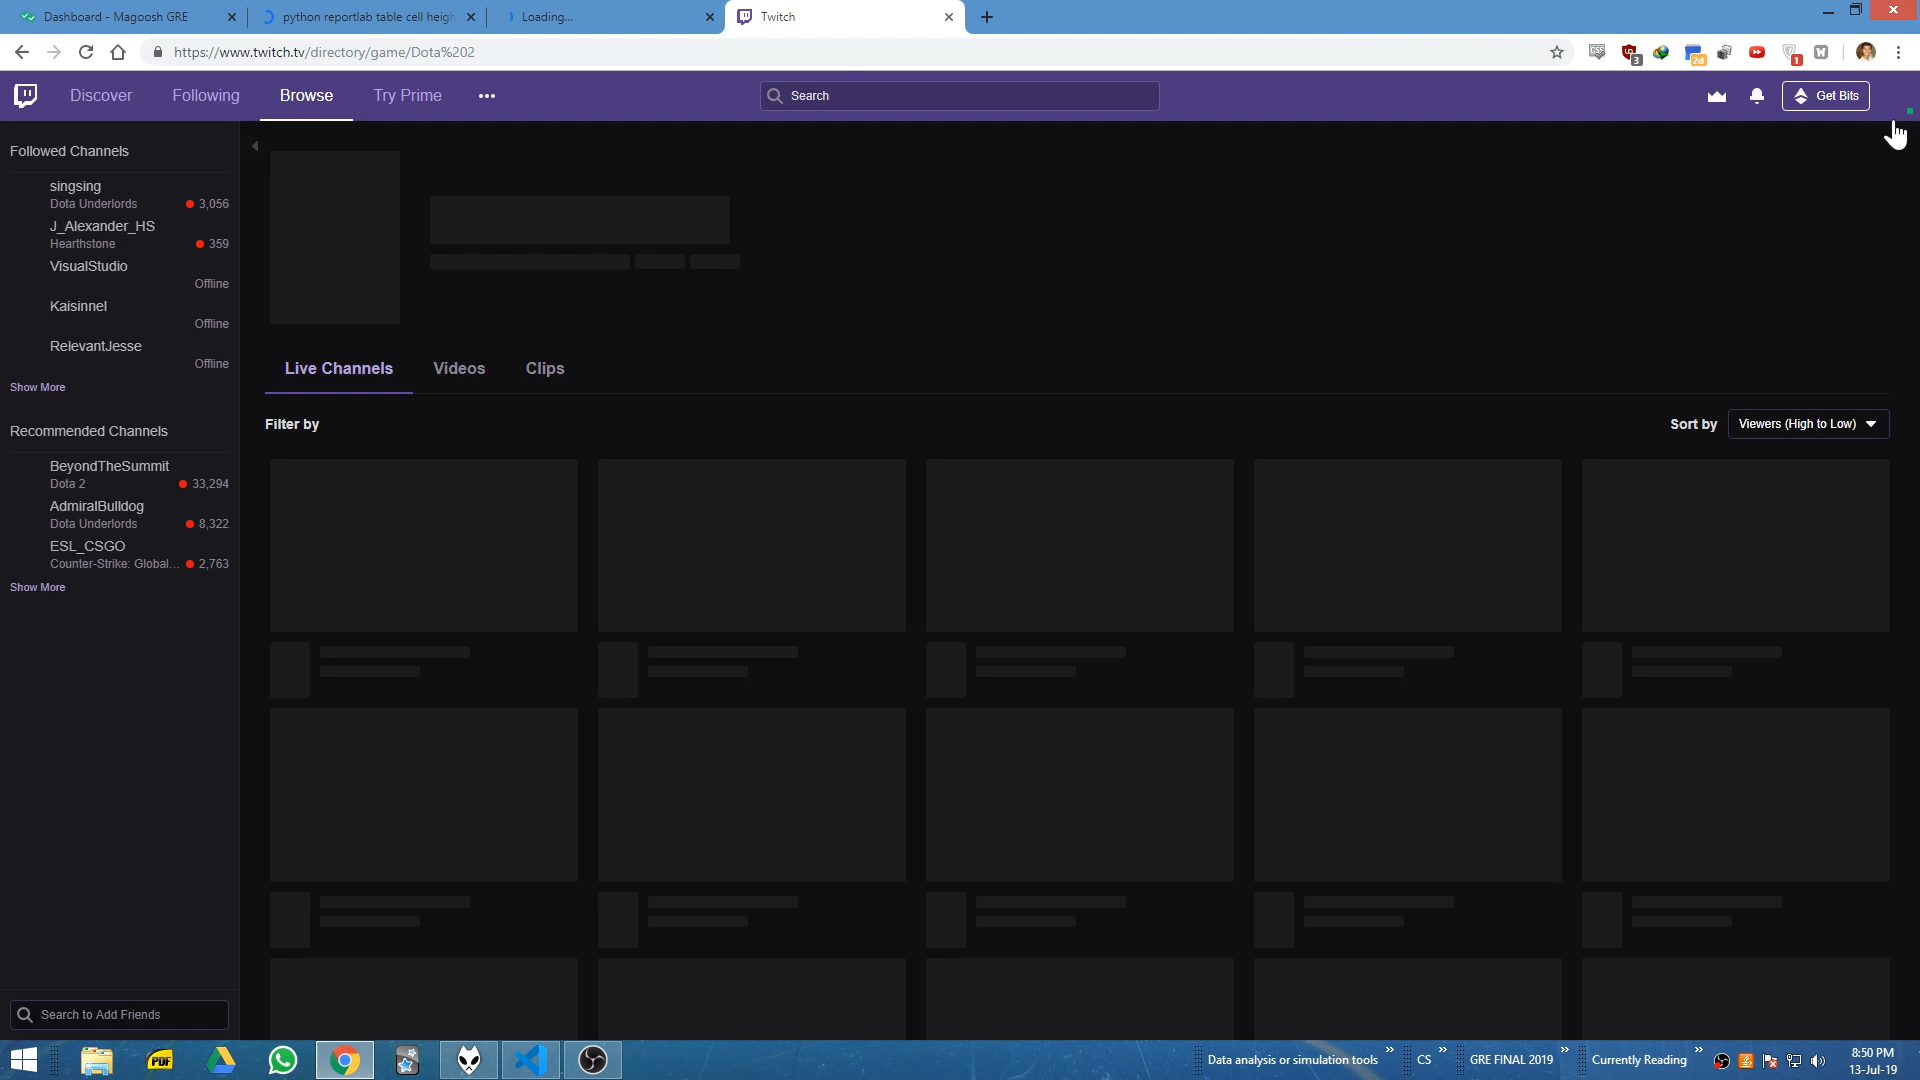 Dashboard - Magoosh GRE
python reportlab table cell heigh
Loading...
Twitch
https://www.twitch.tv/directory/game/Dota%202
3
2d
1
Discover
Following
Browse
Try Prime
Search
Get Bits
Followed Channels
singsing
Dota Underlords 3,056
J_Alexander_HS
Hearthstone 359
VisualStudio
Offline
Kaisinnel
Offline
RelevantJesse
Offline
Show More
Recommended Channels
BeyondTheSummit
Dota 2 33,294
AdmiralBulldog
Dota Underlords 8,322
ESL_CSGO
Counter-Strike: Global... 2,763
Show More
Live Channels
Videos
Clips
Filter by
Sort by
Viewers (High to Low)
Search to Add Friends
PDF
Data analysis or simulation tools
CS
GRE FINAL 2019
Currently Reading
8:50 PM
13-Jul-19